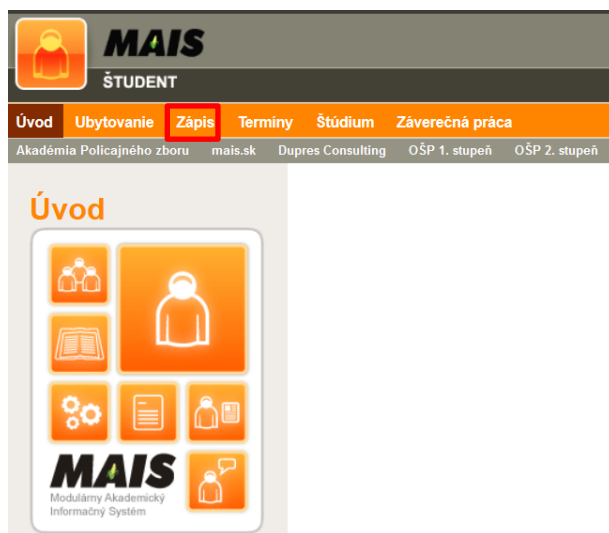 MAIS
ŠTUDENT
Úvod Ubytovanie Zápis Termíny Štúdium Záverečná práca
Akadémia Policajného zboru mais.sk Dupres Consulting OŠP 1. stupeň OŠP 2. stupeň
Úvod
MAIS
Modulárny Akademický
Informačný Systém